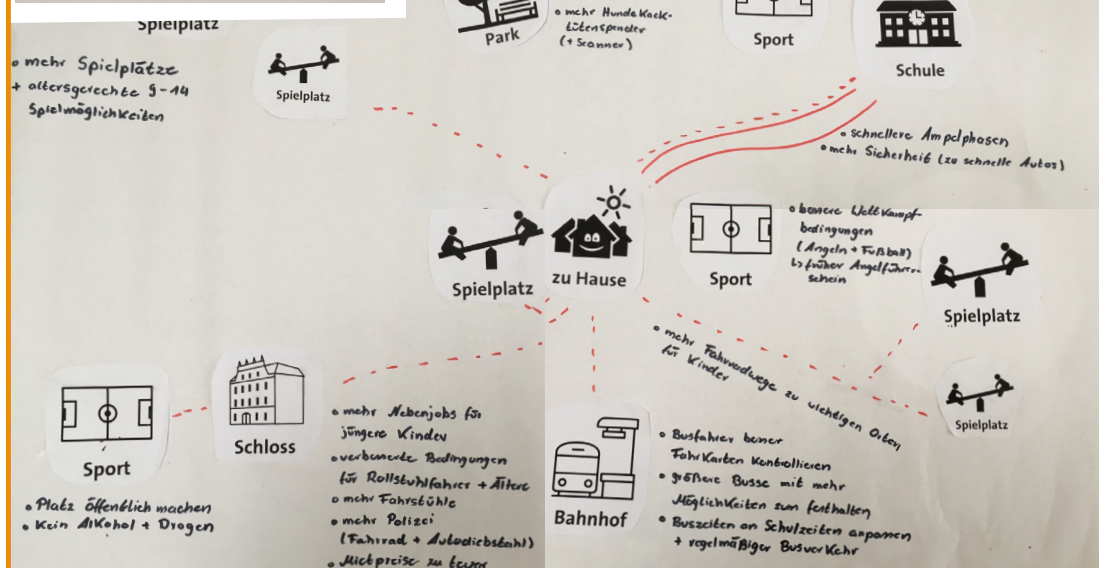 Spielplatz
• mehr Spielplätze
+ altersgerechte 9-14
Spielmöglichkeiten
Spielplatz
Park
• mehr Hundekack-
tütenspender
(+ Scanner)
Sport
Schule
• schnellere Ampelphasen
• mehr Sicherheit (zu schnelle Autos)
Spielplatz
zu Hause
Sport
• bessere Wettkampf-
bedingungen
(Angeln + Fußball)
↳ früher Angelführer-
schein
Spielplatz
Spielplatz
• mehr Fahrradwege zu wichtigen Orten
für Kinder
Sport
• Platz öffentlich machen
• Kein Alkohol + Drogen
Schloss
• mehr Nebenjobs für
jüngere Kinder
• verbesserte Bedingungen
für Rollstuhlfahrer + Ältere
• mehr Fahrstühle
• mehr Polizei
(Fahrrad + Autodiebstahl)
• Mietpreise zu teuer
Bahnhof
• Busfahrer besser
Fahrkarten kontrollieren
• größere Busse mit mehr
Möglichkeiten zum festhalten
• Buszeiten an Schulzeiten anpassen
+ regelmäßiger Busverkehr